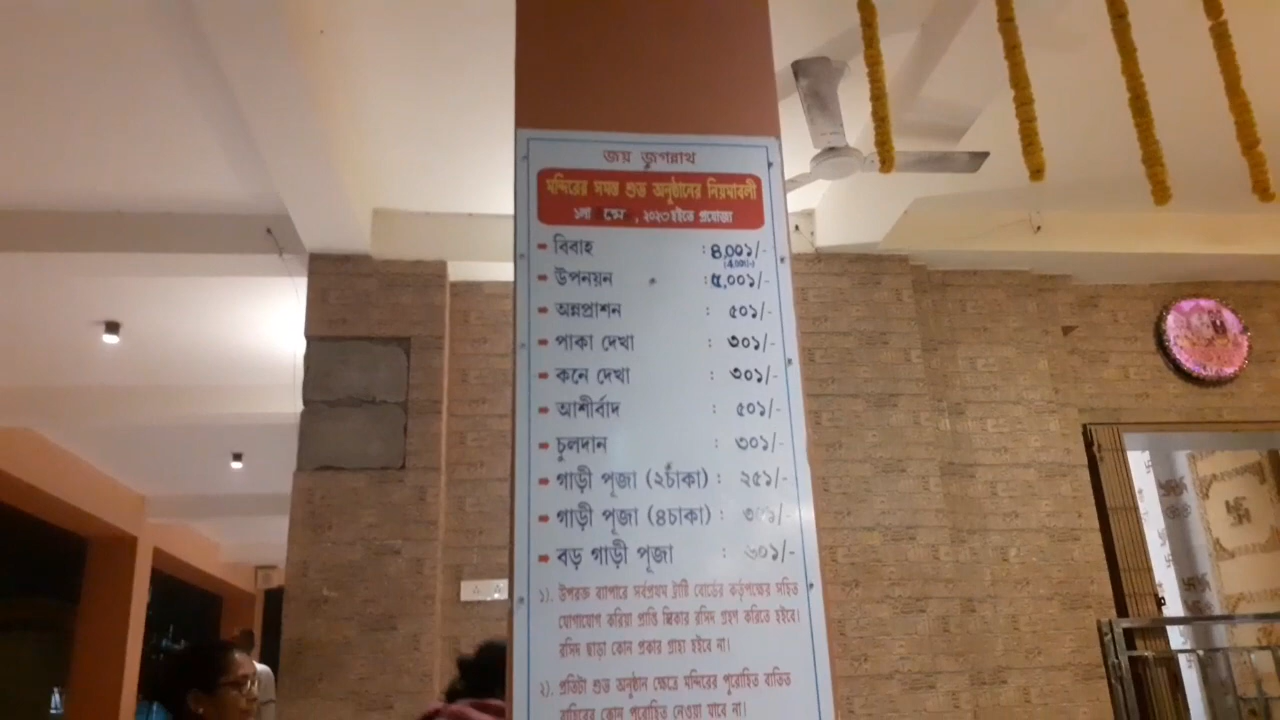 জয় জগন্নাথ
মন্দিরের সমস্ত শুভ অনুষ্ঠানের নিয়মাবলী
১লা মে, ২০২৩ হইতে প্রযোজ্য
বিবাহ : ৪,০০১/-
(4,001/-)
উপনয়ন : ৫,০০১/-
অন্নপ্রাশন : ৫০১/-
পাকা দেখা : ৩০১/-
কনে দেখা : ৩০১/-
আশীর্বাদ : ৫০১/-
চুলদান : ৩০১/-
গাড়ী পূজা (২চাকা) : ২৫১/-
গাড়ী পূজা (৪চাকা) :
বড় গাড়ী পূজা : ৬০১/-
১). উপরক্ত ব্যাপারে সর্বপ্রথম ট্রাষ্টি বোর্ডের কর্তৃপক্ষের সহিত
যোগাযোগ করিয়া প্রাপ্তি স্বিকার রসিদ গ্রহণ করিতে হইবে।
রসিদ ছাড়া কোন প্রকার গ্রাহ্য হইবে না।
২). প্রতিটা শুভ অনুষ্ঠান ক্ষেত্রে মন্দিরের পুরোহিত ব্যতিত
বাহিরের কোন পুরোহিত নেওয়া যাবে না।